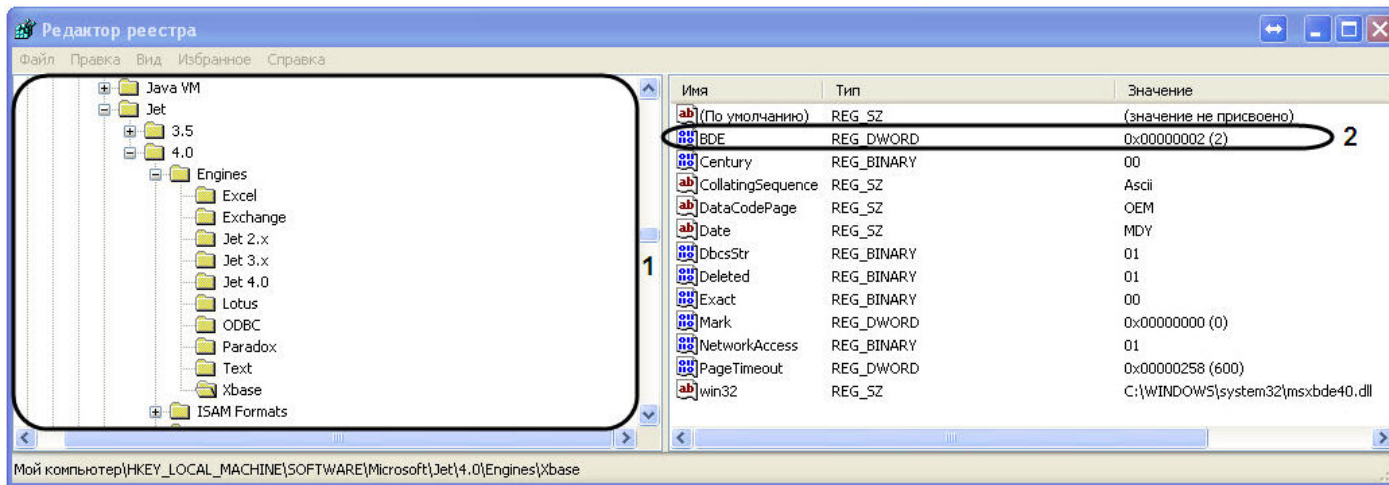 Редактор реестра
Файл Правка Вид Избранное Справка
Java VM
Jet
3.5
4.0
Engines
Excel
Exchange
Jet 2.x
Jet 3.x
Jet 4.0
Lotus
ODBC
Paradox
Text
Xbase
ISAM Formats
1
Имя Тип Значение
(По умолчанию) REG_SZ (значение не присвоено)
BDE REG_DWORD 0x00000002 (2) 2
Century REG_BINARY 00
CollatingSequence REG_SZ Ascii
DataCodePage REG_SZ OEM
Date REG_SZ MDY
DbcsStr REG_BINARY 01
Deleted REG_BINARY 01
Exact REG_BINARY 00
Mark REG_DWORD 0x00000000 (0)
NetworkAccess REG_BINARY 01
PageTimeout REG_DWORD 0x00000258 (600)
win32 REG_SZ C:\WINDOWS\system32\msxbde40.dll
Мой компьютер\HKEY_LOCAL_MACHINE\SOFTWARE\Microsoft\Jet\4.0\Engines\Xbase